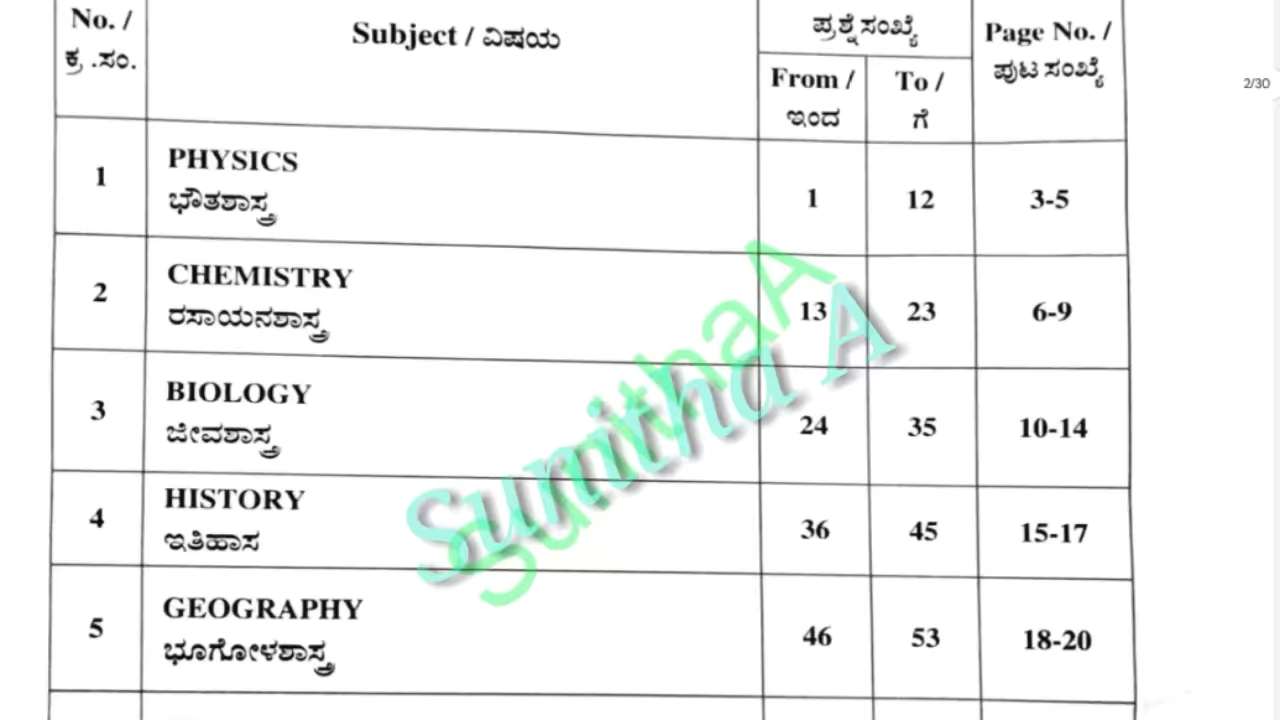 No. /
ಕ್ರ .ಸಂ.
Subject / ವಿಷಯ
ಪ್ರಶ್ನೆ ಸಂಖ್ಯೆ
From /
ಇಂದ
To /
ಗೆ
Page No. /
ಪುಟ ಸಂಖ್ಯೆ
2/30
1
PHYSICS
ಭೌತಶಾಸ್ತ್ರ
1
12
3-5
2
CHEMISTRY
ರಸಾಯನಶಾಸ್ತ್ರ
13
23
6-9
3
BIOLOGY
ಜೀವಶಾಸ್ತ್ರ
24
35
10-14
4
HISTORY
ಇತಿಹಾಸ
36
45
15-17
5
GEOGRAPHY
ಭೂಗೋಳಶಾಸ್ತ್ರ
46
53
18-20
SunithaA
Sunitha A